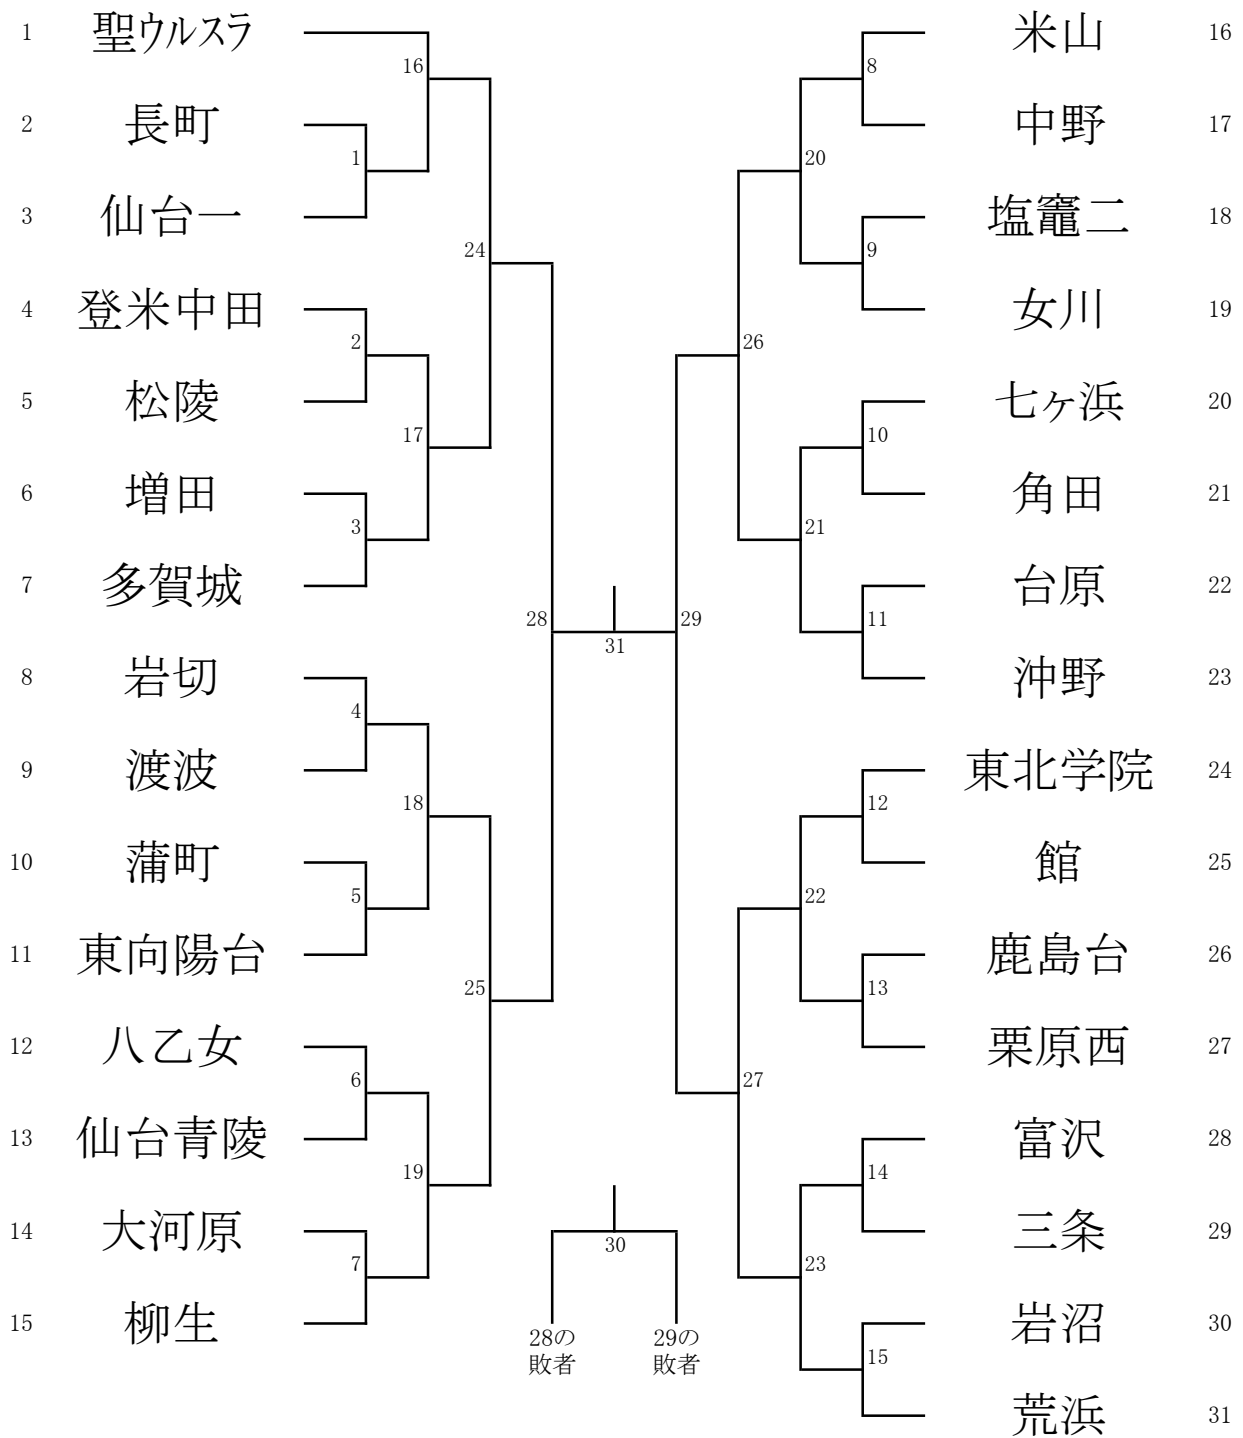 1 聖ウルスラ
16
2 長町
1
3 仙台一
24
4 登米中田
2
5 松陵
17
6 増田
3
7 多賀城
28
8 岩切
4
9 渡波
18
10 蒲町
5
11 東向陽台
25
12 八乙女
6
13 仙台青陵
19
14 大河原
7
15 柳生
31
30
28の
敗者
29の
敗者
米山 16
8
中野 17
20
塩竈二 18
9
女川 19
26
七ヶ浜 20
10
角田 21
21
台原 22
11
沖野 23
29
東北学院 24
12
館 25
22
鹿島台 26
13
栗原西 27
27
富沢 28
14
三条 29
23
岩沼 30
15
荒浜 31